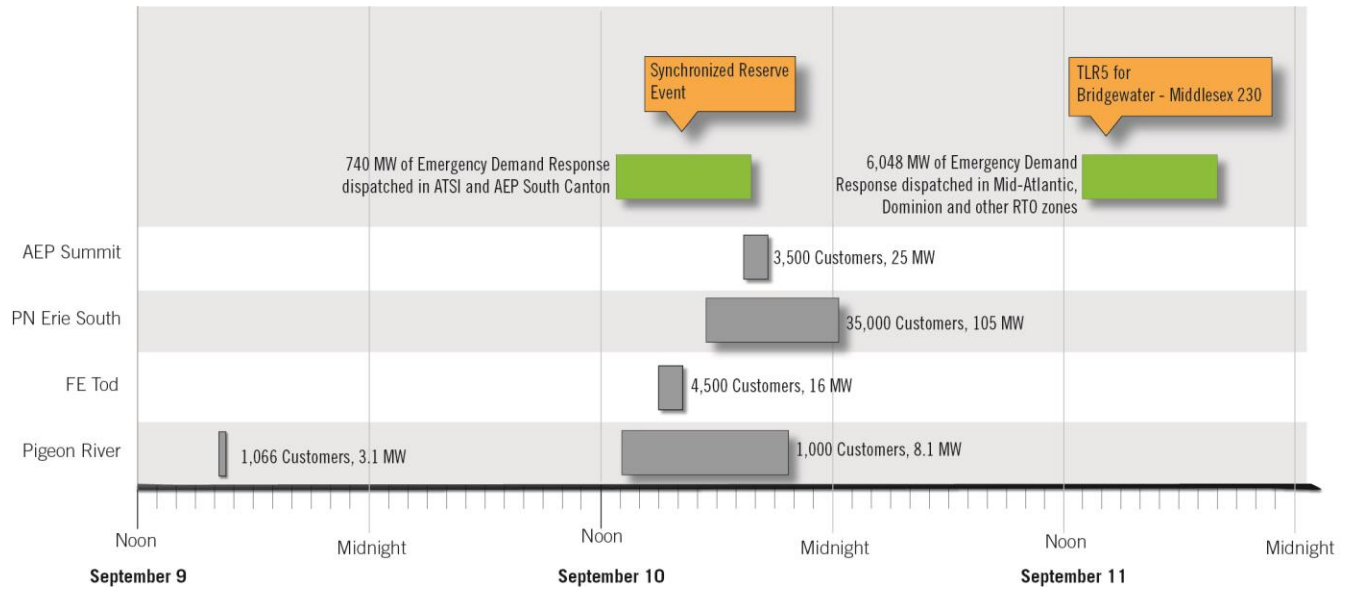 Synchronized Reserve
Event
TLR5 for
Bridgewater - Middlesex 230
740 MW of Emergency Demand Response
dispatched in ATSI and AEP South Canton
6,048 MW of Emergency Demand
Response dispatched in Mid-Atlantic,
Dominion and other RTO zones
AEP Summit
3,500 Customers, 25 MW
PN Erie South
35,000 Customers, 105 MW
FE Tod
4,500 Customers, 16 MW
Pigeon River
1,066 Customers, 3.1 MW
1,000 Customers, 8.1 MW
Noon
Midnight
Noon
Midnight
Noon
Midnight
September 9
September 10
September 11